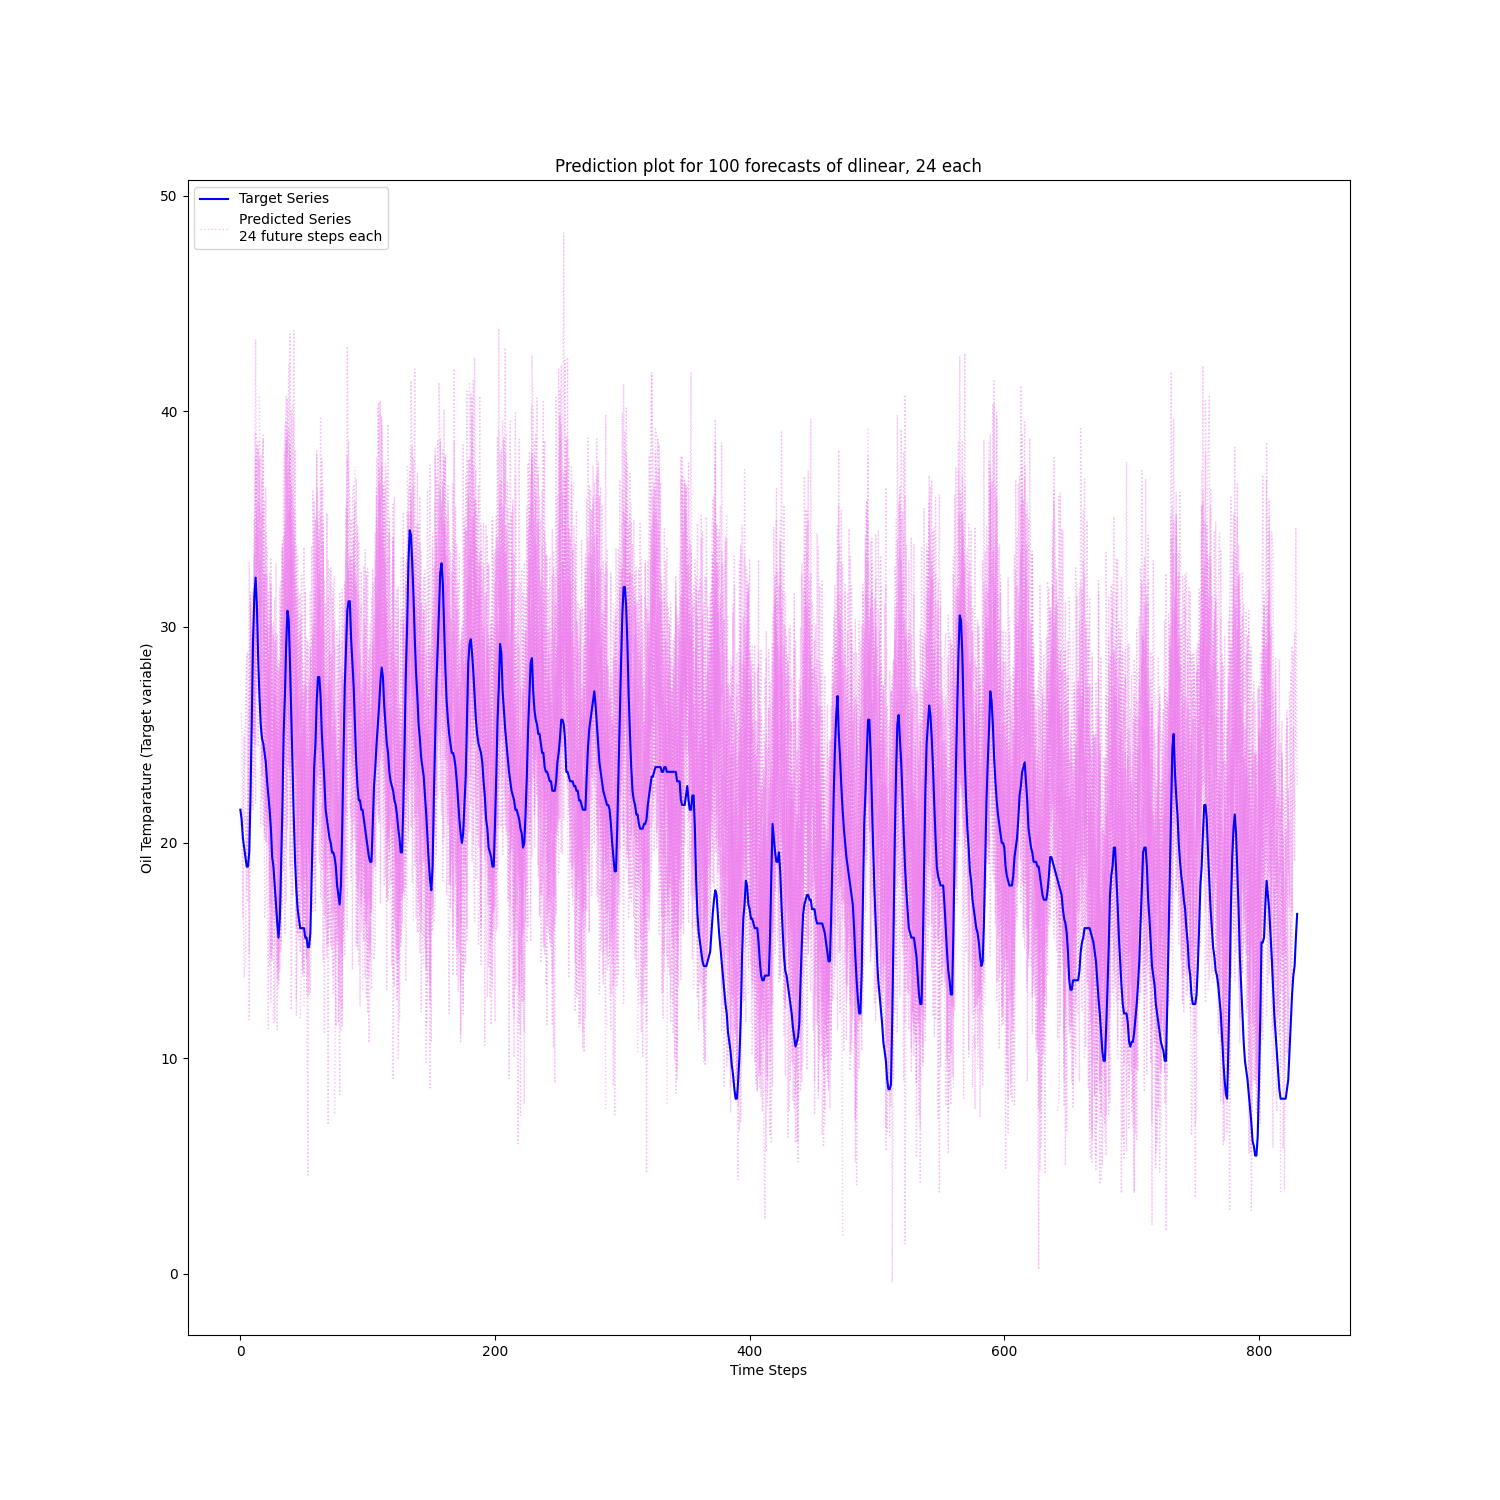 Prediction plot for 100 forecasts of dlinear, 24 each
Target Series
Predicted Series
24 future steps each
50
40
30
20
10
0
Oil Temparature (Target variable)
0 200 400 600 800
Time Steps